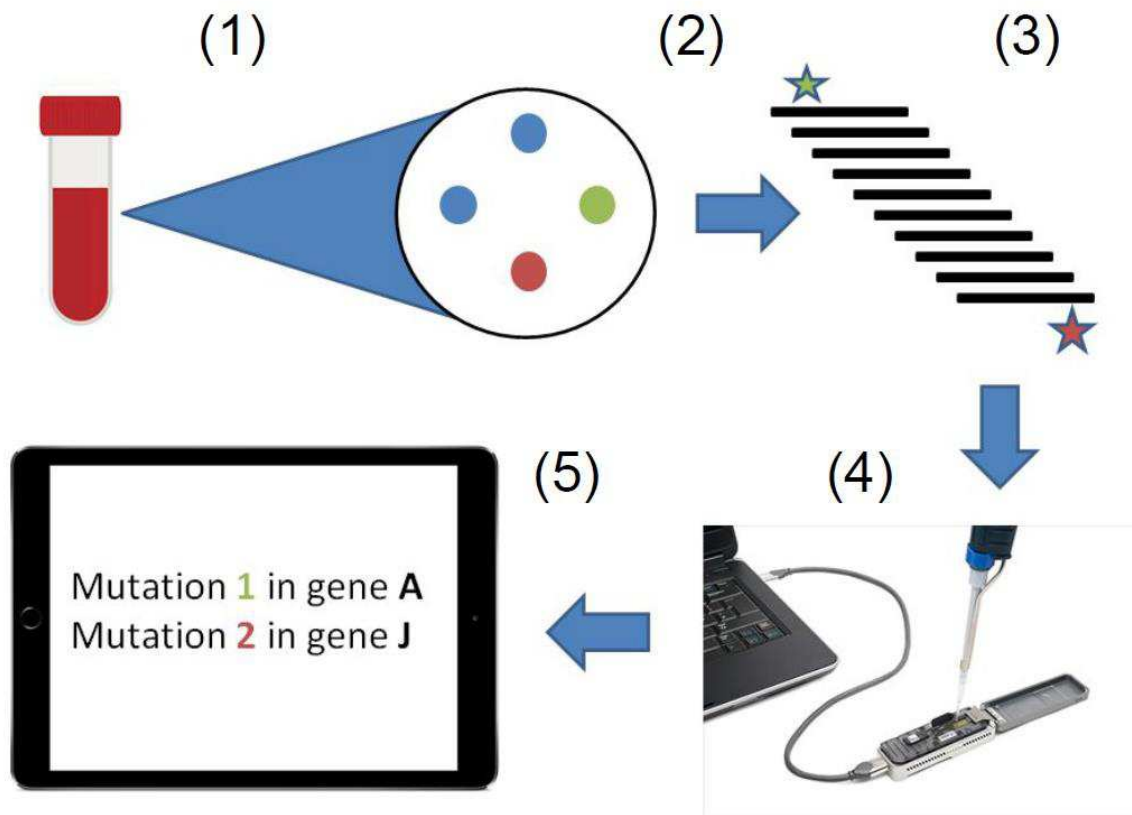 (1)
(2)
(3)
(4)
(5)
Mutation 1 in gene A
Mutation 2 in gene J